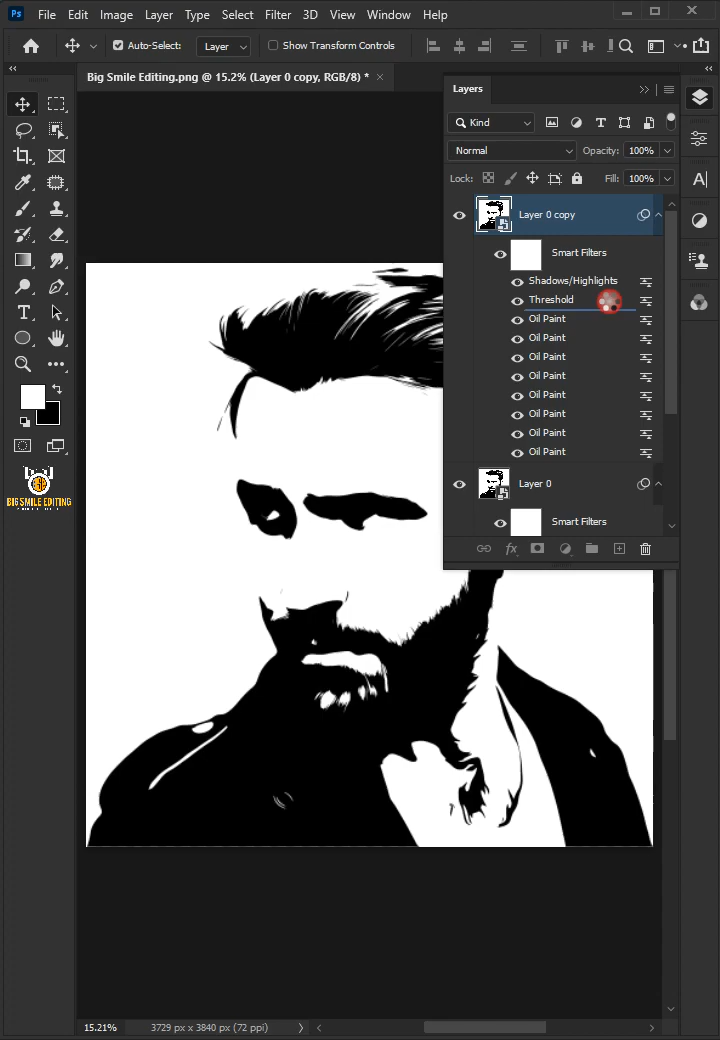 Ps File Edit Image Layer Type Select Filter 3D View Window Help
Auto-Select: Layer Show Transform Controls
Big Smile Editing.png @ 15.2% (Layer 0 copy, RGB/8) * ×
Layers
Kind
Normal Opacity: 100%
Lock: Fill: 100%
Layer 0 copy
Smart Filters
Shadows/Highlights
Threshold
Oil Paint
Oil Paint
Oil Paint
Oil Paint
Oil Paint
Oil Paint
Oil Paint
Oil Paint
Layer 0
Smart Filters
fx
BIG SMILE EDITING
15.21% 3729 px x 3840 px (72 ppi)